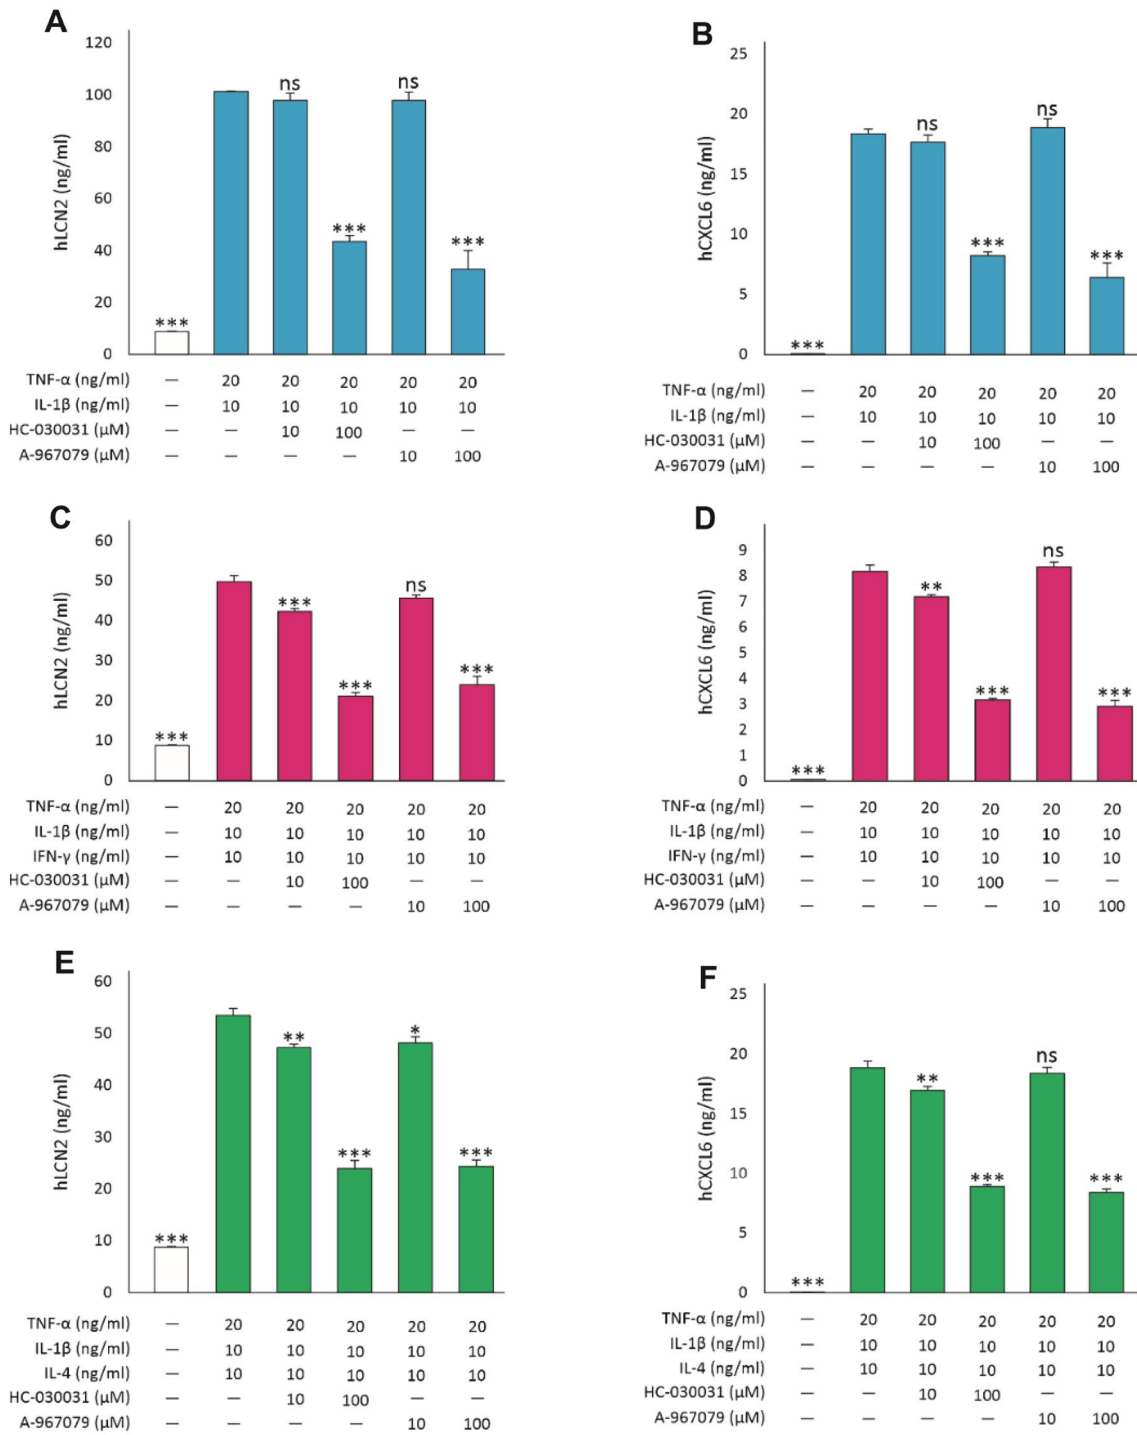 A
hLCN2 (ng/ml)
120
100
80
60
40
20
0
***
ns
***
ns
***
TNF-α (ng/ml) — 20 20 20 20 20
IL-1β (ng/ml) — 10 10 10 10 10
HC-030031 (μM) — — 10 100 — —
A-967079 (μM) — — — — 10 100
B
hCXCL6 (ng/ml)
25
20
15
10
5
0
***
ns
***
ns
***
TNF-α (ng/ml) — 20 20 20 20 20
IL-1β (ng/ml) — 10 10 10 10 10
HC-030031 (μM) — — 10 100 — —
A-967079 (μM) — — — — 10 100
C
hLCN2 (ng/ml)
60
50
40
30
20
10
0
***
***
***
ns
***
TNF-α (ng/ml) — 20 20 20 20 20
IL-1β (ng/ml) — 10 10 10 10 10
IFN-γ (ng/ml) — 10 10 10 10 10
HC-030031 (μM) — — 10 100 — —
A-967079 (μM) — — — — 10 100
D
hCXCL6 (ng/ml)
9
8
7
6
5
4
3
2
1
0
***
**
***
ns
***
TNF-α (ng/ml) — 20 20 20 20 20
IL-1β (ng/ml) — 10 10 10 10 10
IFN-γ (ng/ml) — 10 10 10 10 10
HC-030031 (μM) — — 10 100 — —
A-967079 (μM) — — — — 10 100
E
hLCN2 (ng/ml)
60
50
40
30
20
10
0
***
**
***
*
***
TNF-α (ng/ml) — 20 20 20 20 20
IL-1β (ng/ml) — 10 10 10 10 10
IL-4 (ng/ml) — 10 10 10 10 10
HC-030031 (μM) — — 10 100 — —
A-967079 (μM) — — — — 10 100
F
hCXCL6 (ng/ml)
25
20
15
10
5
0
***
**
***
ns
***
TNF-α (ng/ml) — 20 20 20 20 20
IL-1β (ng/ml) — 10 10 10 10 10
IL-4 (ng/ml) — 10 10 10 10 10
HC-030031 (μM) — — 10 100 — —
A-967079 (μM) — — — — 10 100